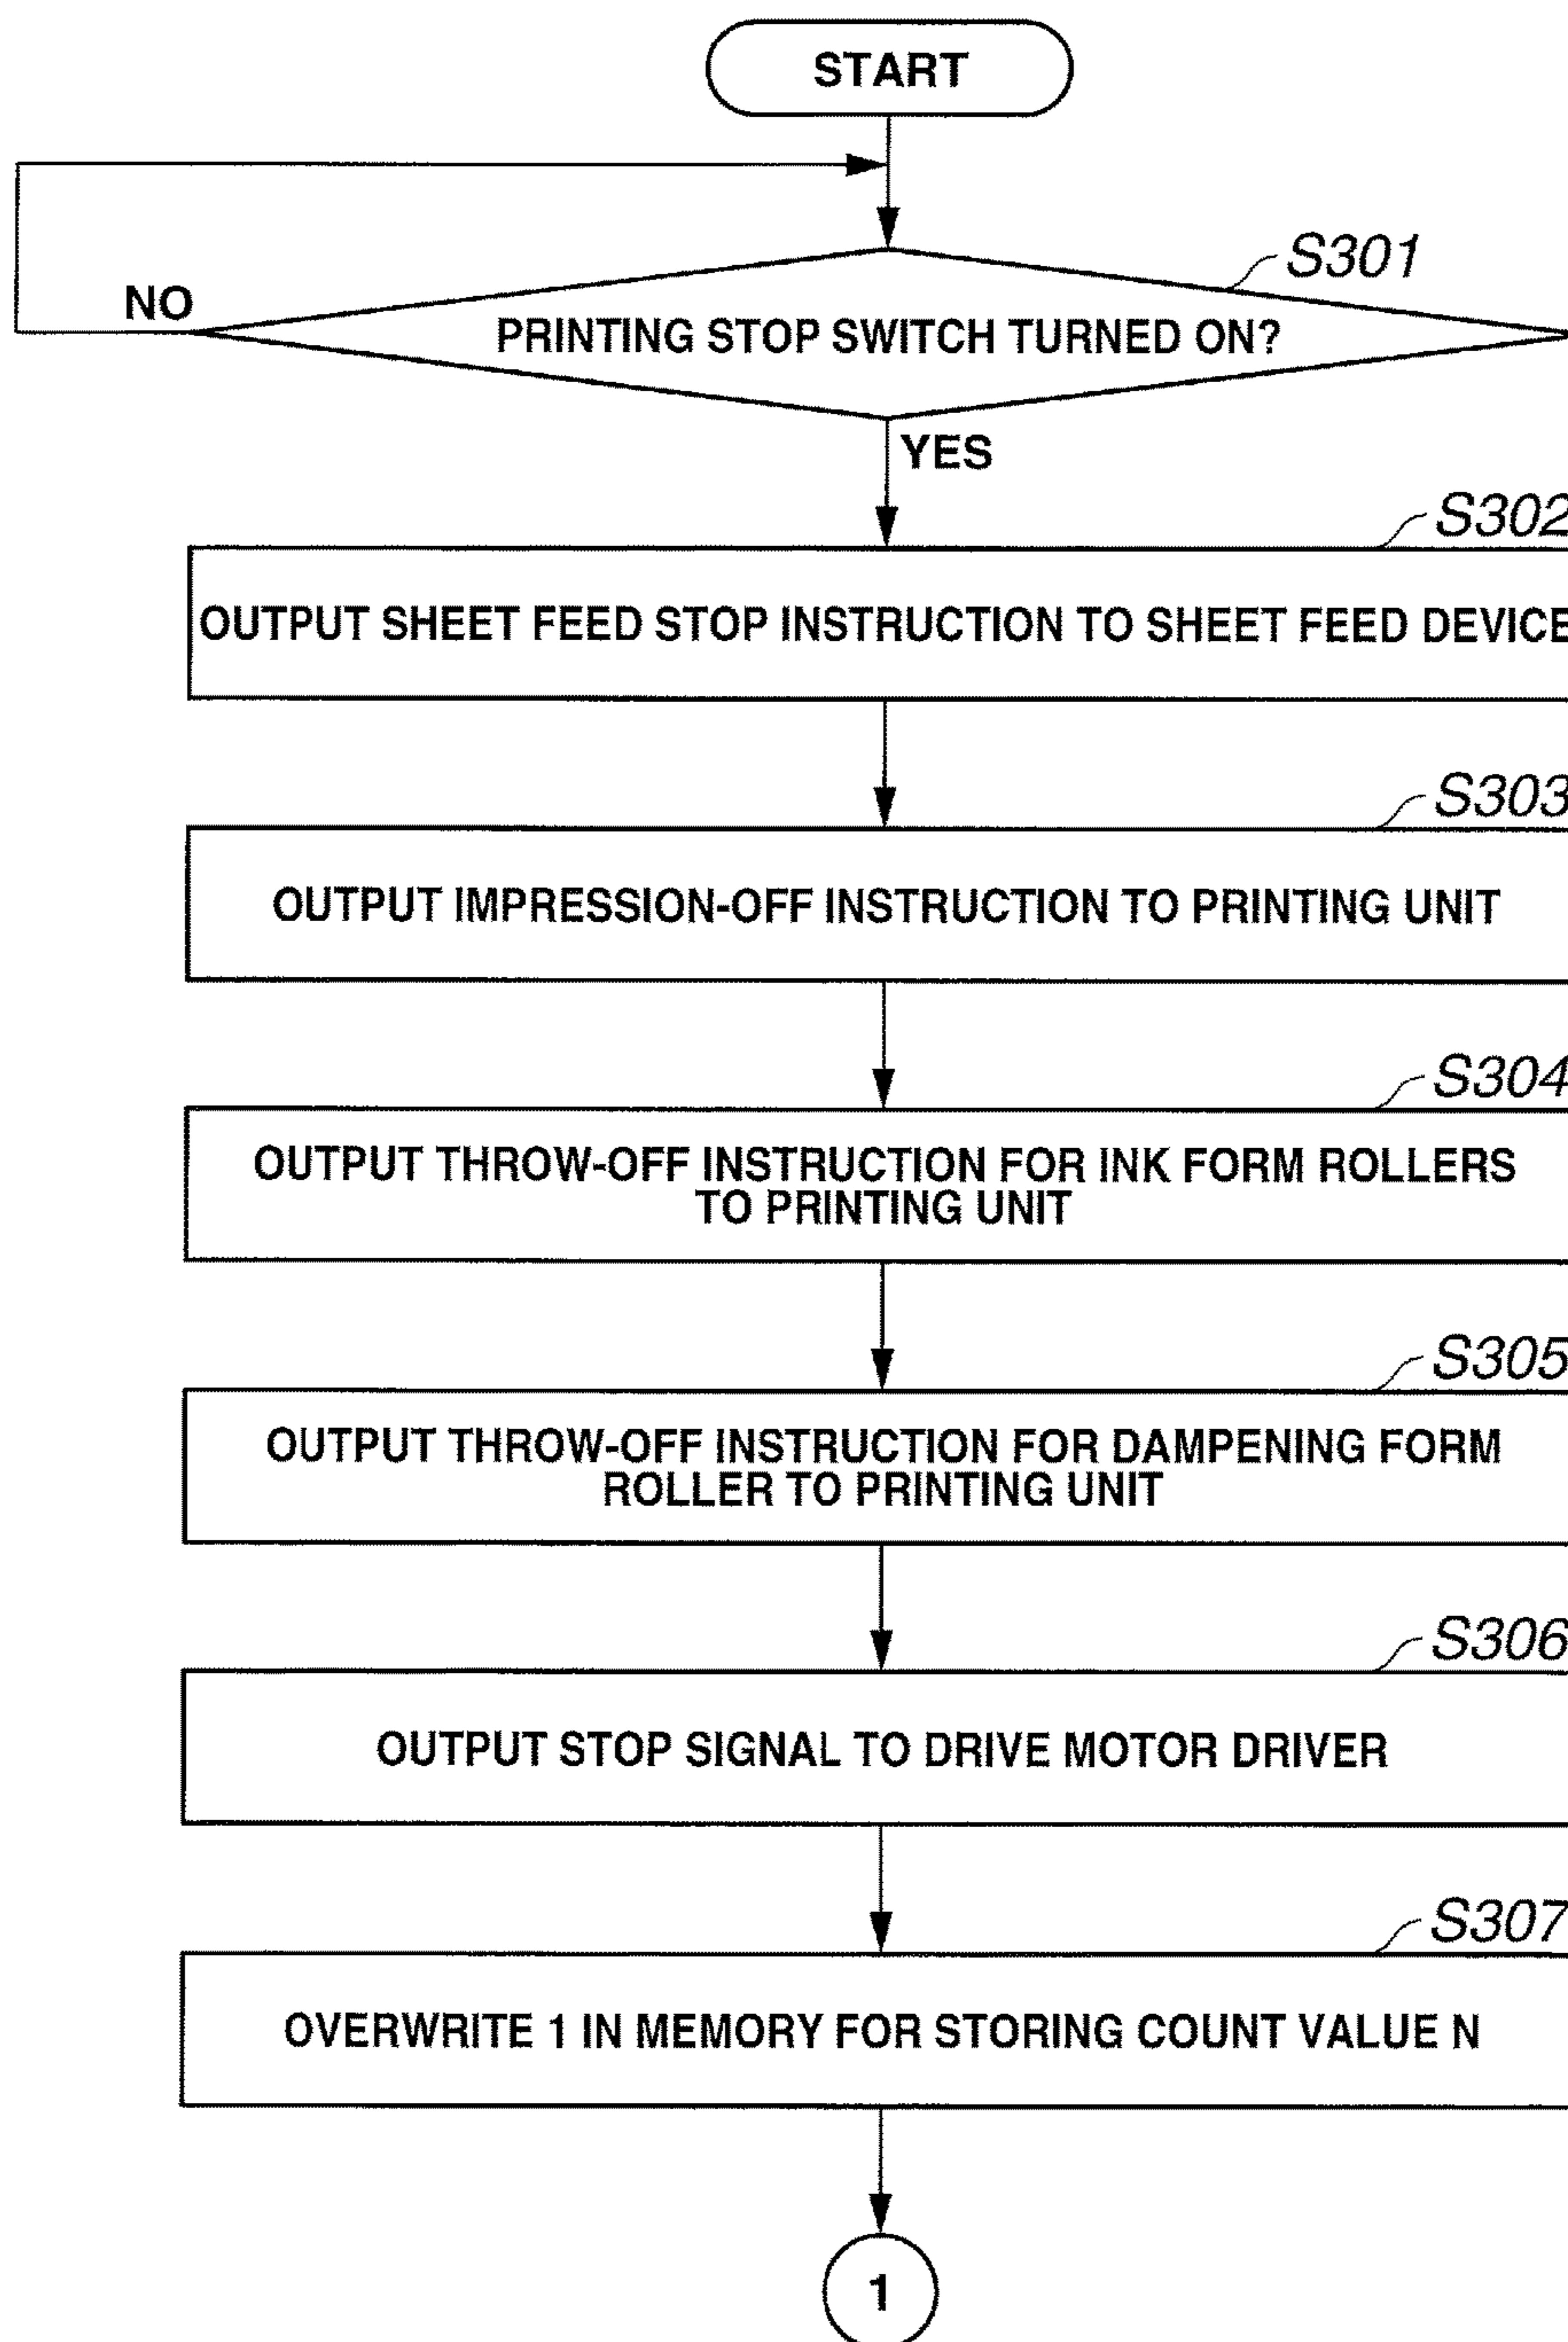 START
S301
NO
PRINTING STOP SWITCH TURNED ON?
YES
S302
OUTPUT SHEET FEED STOP INSTRUCTION TO SHEET FEED DEVICE
S303
OUTPUT IMPRESSION-OFF INSTRUCTION TO PRINTING UNIT
S304
OUTPUT THROW-OFF INSTRUCTION FOR INK FORM ROLLERS
TO PRINTING UNIT
S305
OUTPUT THROW-OFF INSTRUCTION FOR DAMPENING FORM
ROLLER TO PRINTING UNIT
S306
OUTPUT STOP SIGNAL TO DRIVE MOTOR DRIVER
S307
OVERWRITE 1 IN MEMORY FOR STORING COUNT VALUE N
1